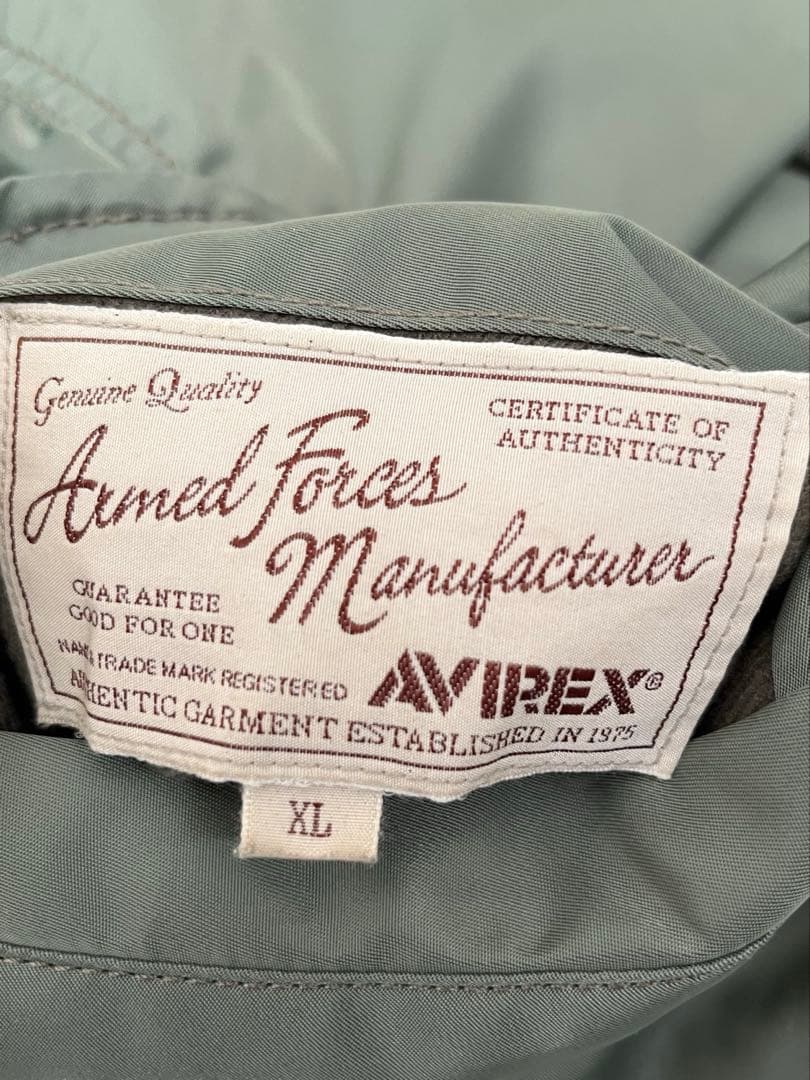 Genuine Quality
CERTIFICATE OF
AUTHENTICITY
Armed Forces
Manufacturer
GUARANTEE
GOOD FOR ONE
TRADE MARK REGISTERED
AVIREX®
AUTHENTIC GARMENT ESTABLISHED IN 1975
XL